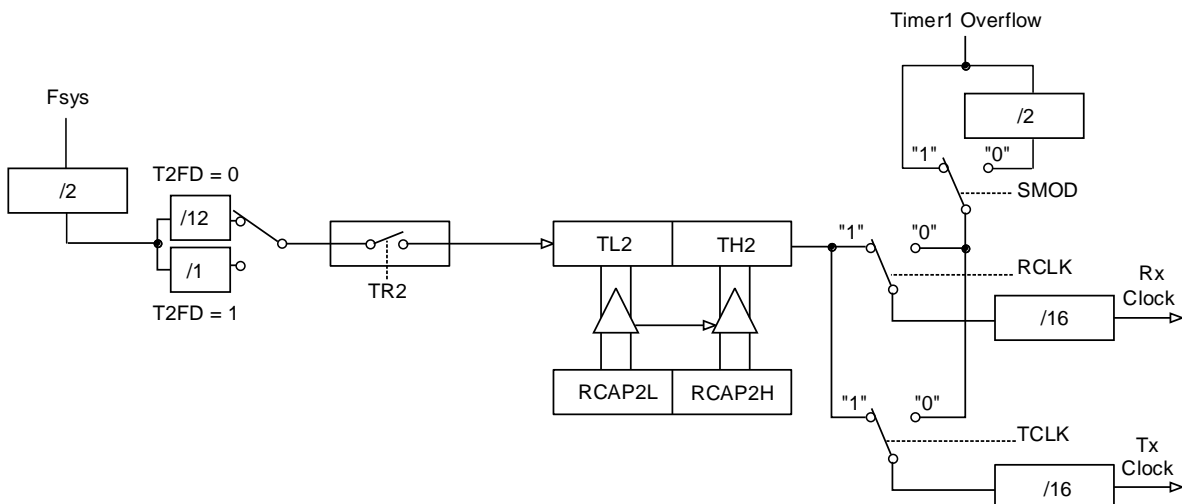 Timer1 Overflow
Fsys
/2
/2
"1"
"0"
SMOD
T2FD = 0
/12
/1
T2FD = 1
TR2
TL2
TH2
RCAP2L
RCAP2H
"1"
"0"
RCLK
/16
Rx
Clock
"1"
"0"
TCLK
/16
Tx
Clock